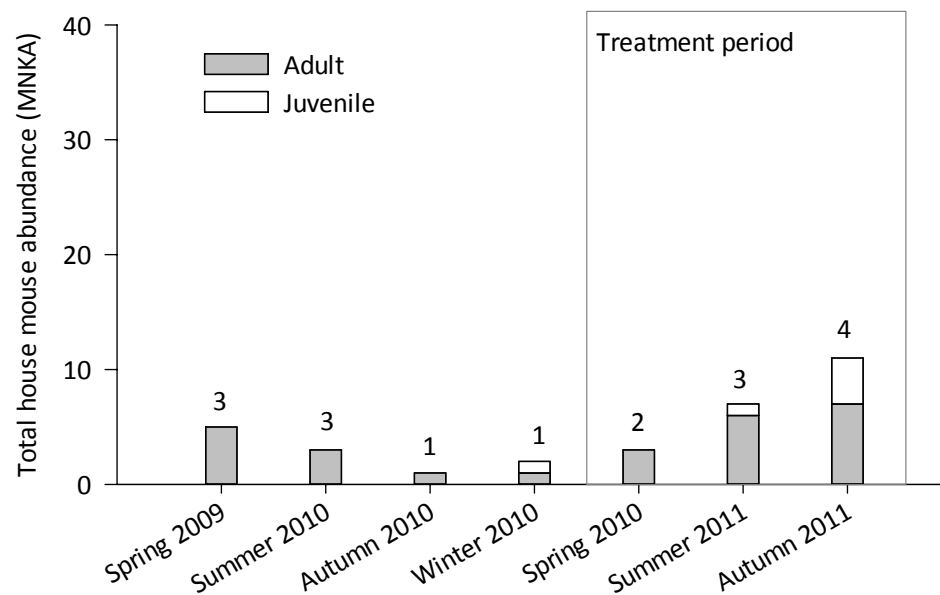 Total house mouse abundance (MNKA)
40
30
20
10
0
Adult
Juvenile
Treatment period
3
3
1
1
2
3
4
Spring 2009
Summer 2010
Autumn 2010
Winter 2010
Spring 2010
Summer 2011
Autumn 2011